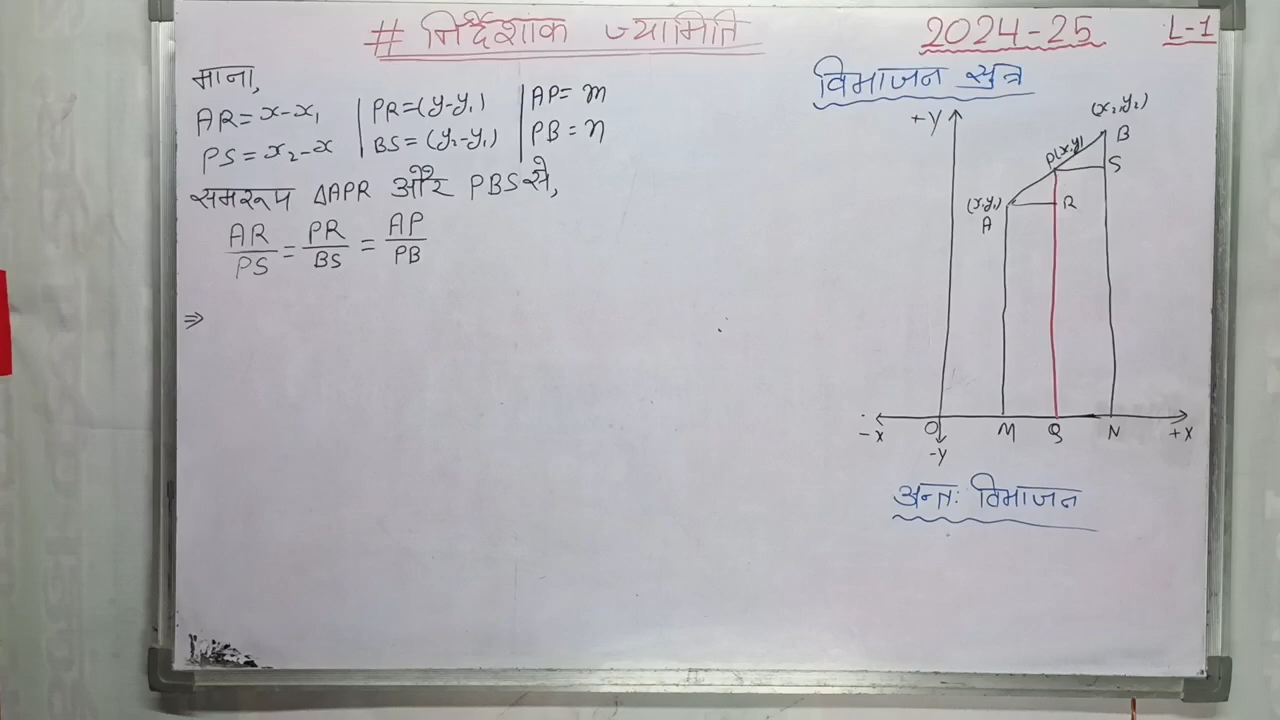 # निर्देशाक ज्यामिति 2024-25 L-1
माना,
AR = x-x₁ | PR = (y-y₁) | AP = m
PS = x₂-x | BS = (y₂-y₁) | PB = n
समरूप ΔAPR और PBS से,
AR/PS = PR/BS = AP/PB
⇒
विभाजन सुत्र
+Y
(x₂,y₂)
B
P(x,y)
S
(x,y₁)
R
A
-X O M Q N +X
-Y
अन्तः विभाजन